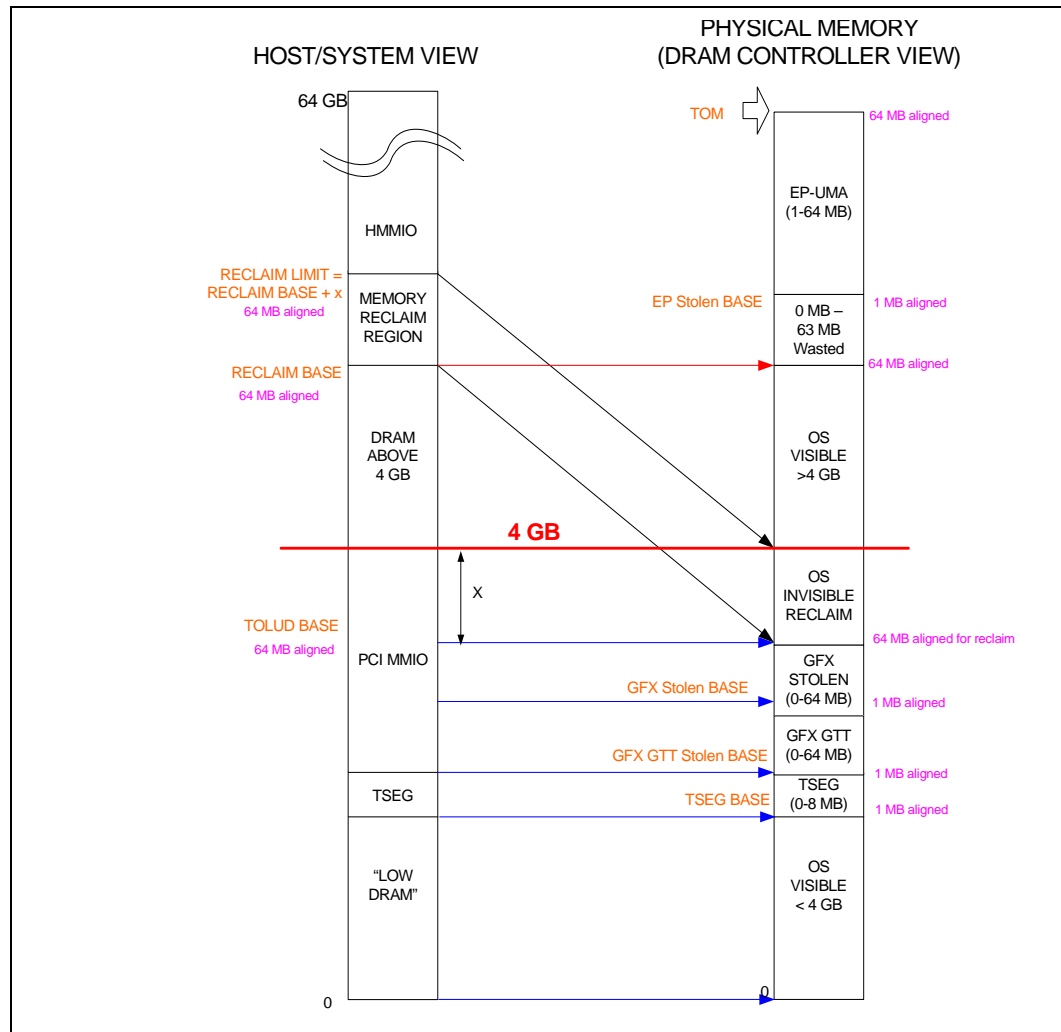 PHYSICAL MEMORY
(DRAM CONTROLLER VIEW)
HOST/SYSTEM VIEW
64 GB
TOM
64 MB aligned
EP-UMA
(1-64 MB)
HMMIO
RECLAIM LIMIT =
RECLAIM BASE + x
64 MB aligned
MEMORY
RECLAIM
REGION
EP Stolen BASE
1 MB aligned
0 MB –
63 MB
Wasted
RECLAIM BASE
64 MB aligned
64 MB aligned
DRAM
ABOVE
4 GB
OS
VISIBLE
>4 GB
4 GB
X
OS
INVISIBLE
RECLAIM
TOLUD BASE
64 MB aligned
64 MB aligned for reclaim
PCI MMIO
GFX
STOLEN
(0-64 MB)
GFX Stolen BASE
1 MB aligned
GFX GTT
(0-64 MB)
GFX GTT Stolen BASE
1 MB aligned
TSEG
TSEG
(0-8 MB)
TSEG BASE
1 MB aligned
“LOW
DRAM”
OS
VISIBLE
< 4 GB
0
0